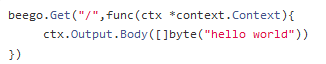 beego.Get("/",func(ctx *context.Context){
     ctx.Output.Body([]byte("hello world"))
})